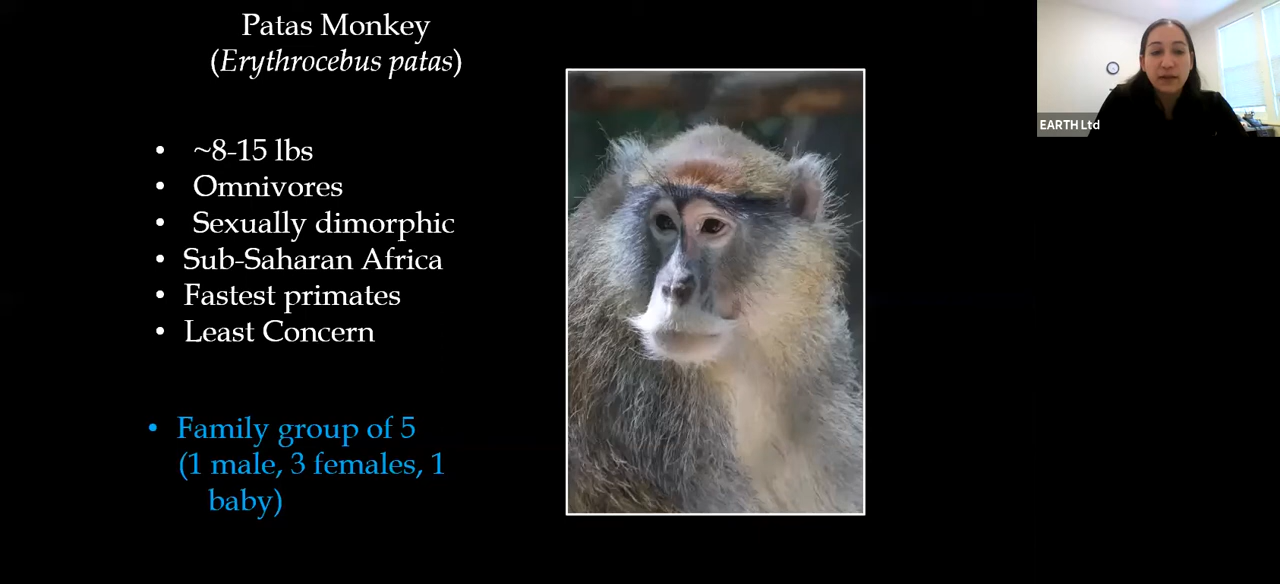 Patas Monkey
(Erythrocebus patas)
• ~8-15 lbs
• Omnivores
• Sexually dimorphic
• Sub-Saharan Africa
• Fastest primates
• Least Concern
• Family group of 5
(1 male, 3 females, 1
baby)
EARTH Ltd